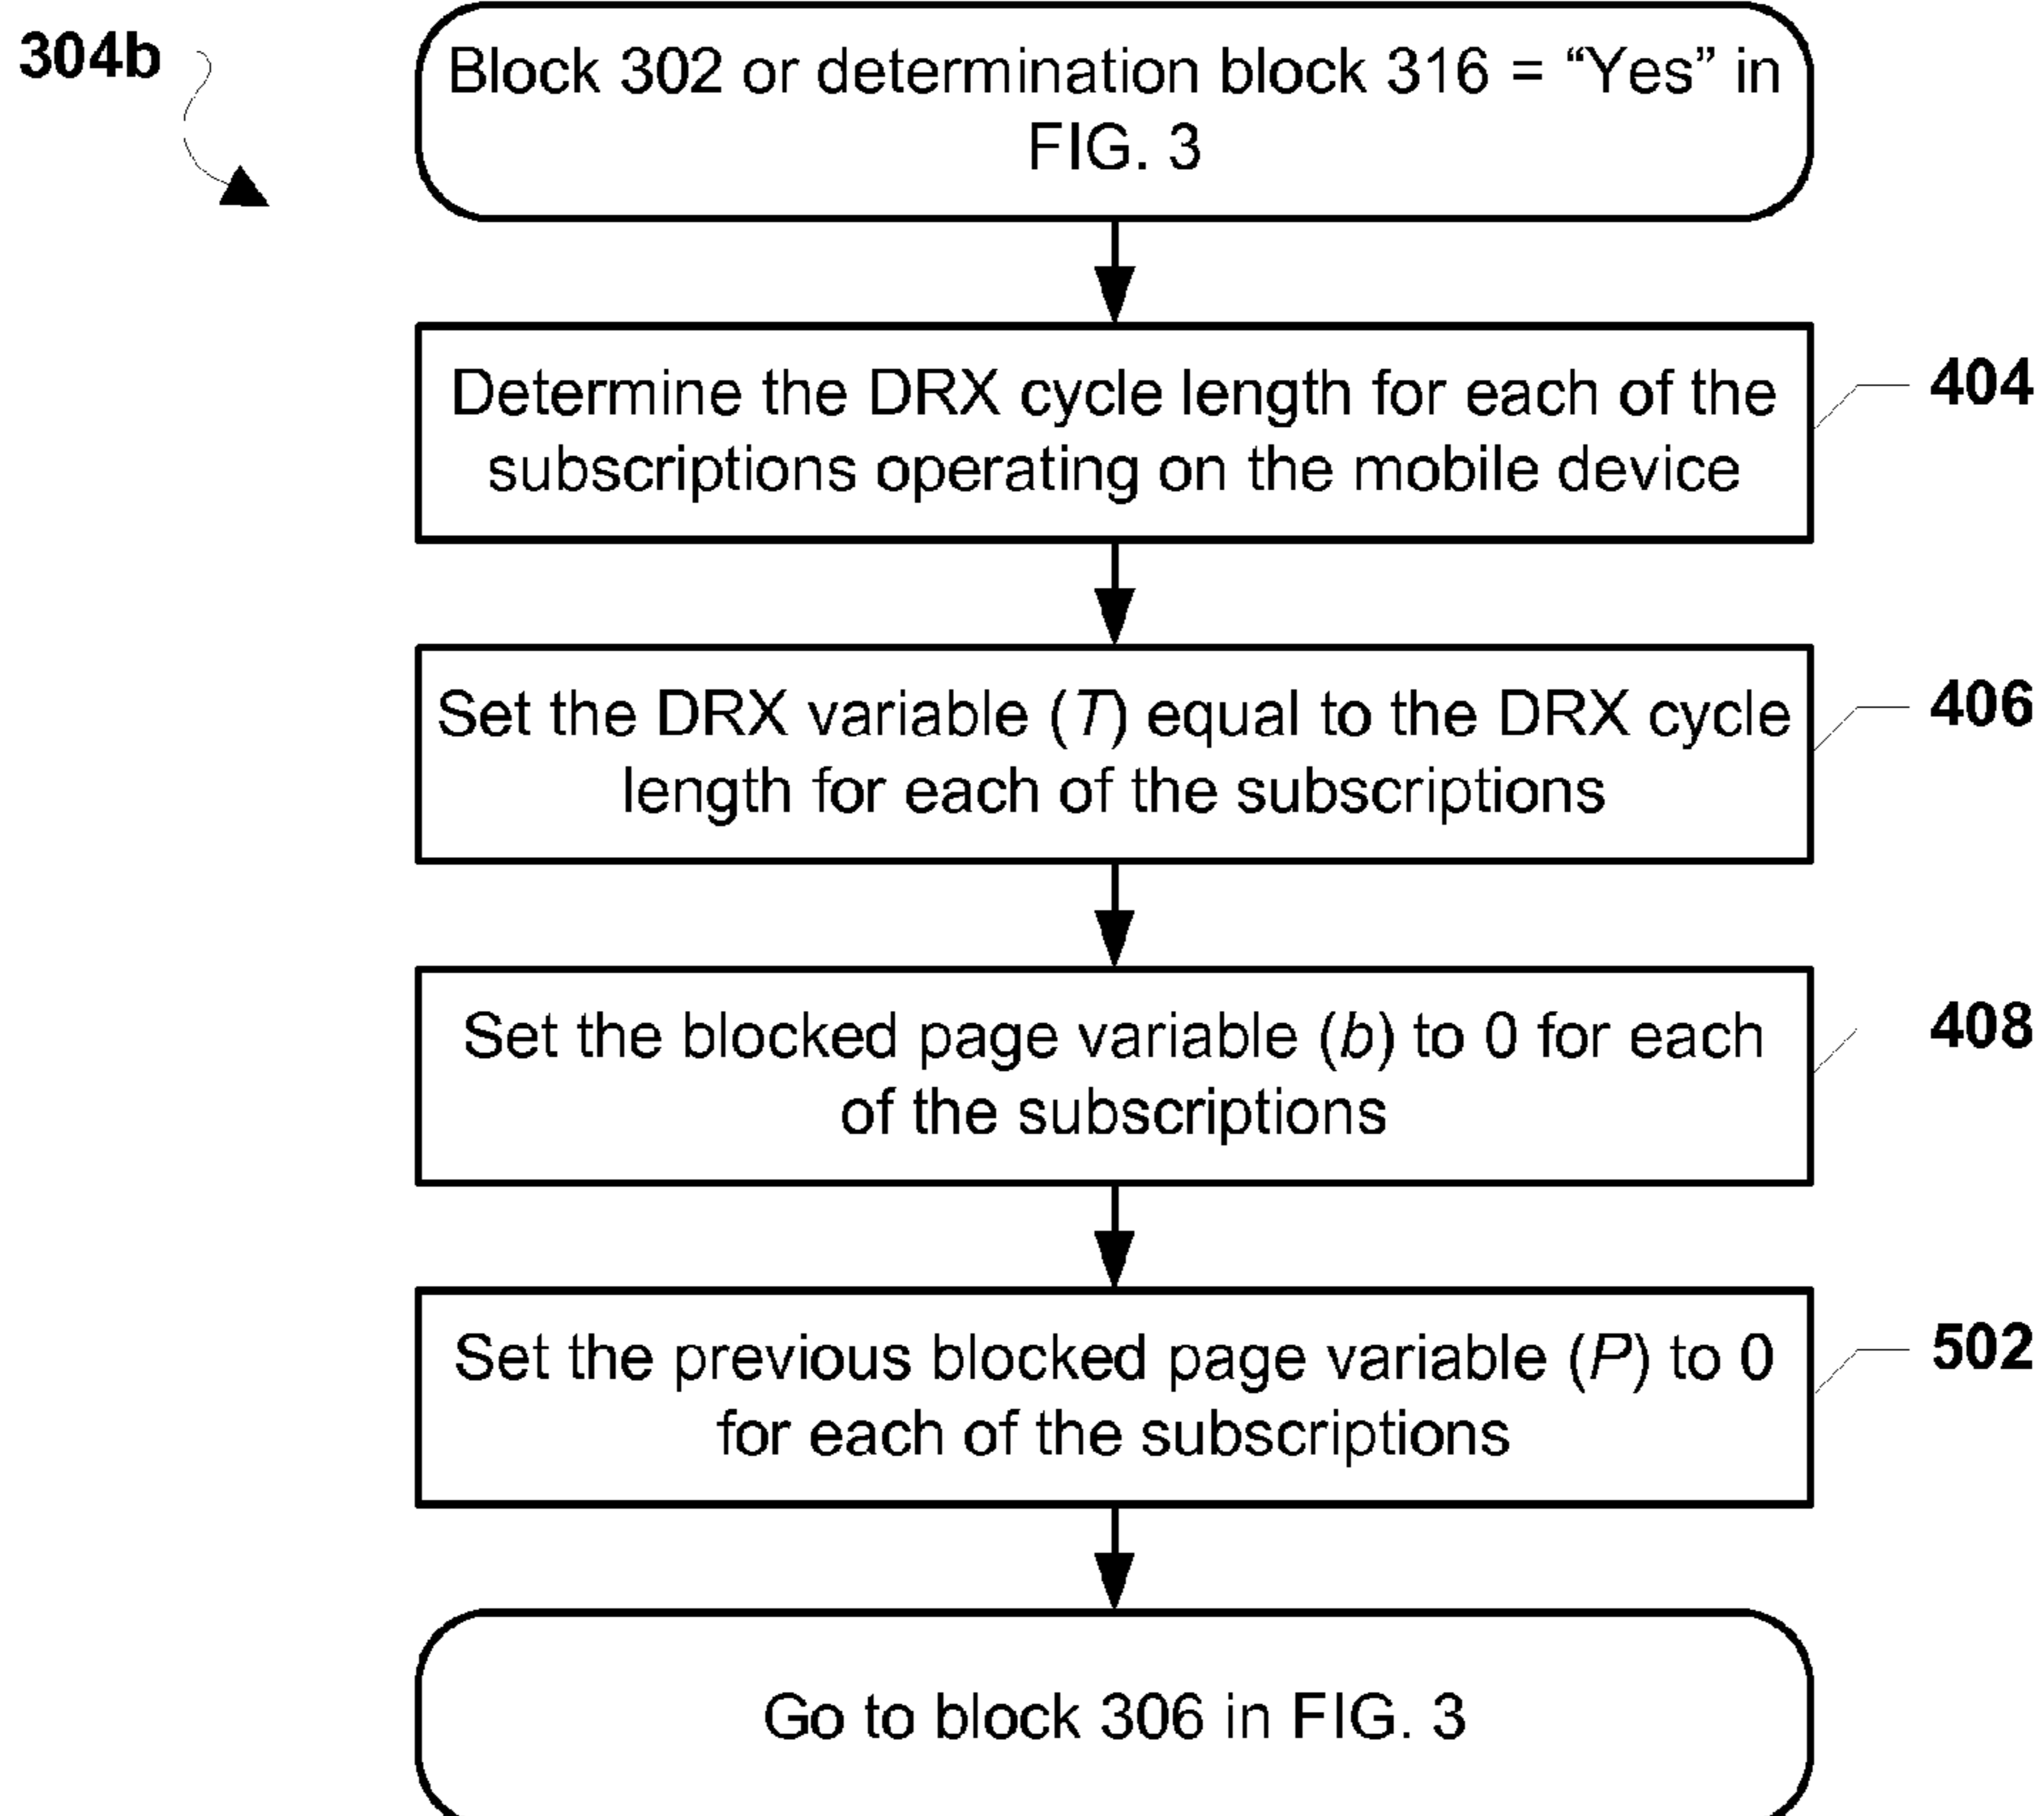 304b
Block 302 or determination block 316 = “Yes” in
FIG. 3
Determine the DRX cycle length for each of the
subscriptions operating on the mobile device
404
Set the DRX variable (T) equal to the DRX cycle
length for each of the subscriptions
406
Set the blocked page variable (b) to 0 for each
of the subscriptions
408
Set the previous blocked page variable (P) to 0
for each of the subscriptions
502
Go to block 306 in FIG. 3